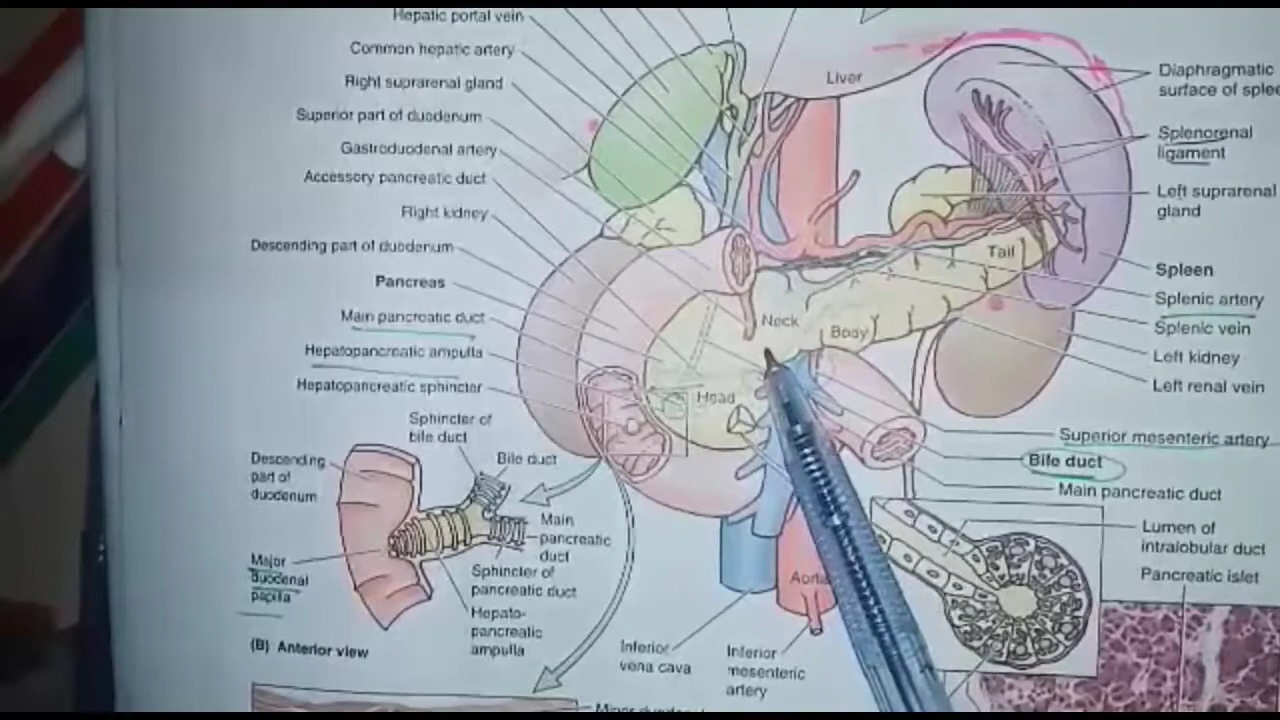 Hepatic portal vein
Common hepatic artery
Right suprarenal gland
Superior part of duodenum
Gastroduodenal artery
Accessory pancreatic duct
Right kidney
Descending part of duodenum
Pancreas
Main pancreatic duct
Hepatopancreatic ampulla
Hepatopancreatic sphincter
Sphincter of
bile duct
Bile duct
Descending
part of
duodenum
Main
pancreatic
duct
Sphincter of
pancreatic duct
Major
duodenal
papilla
Hepato-
pancreatic
ampulla
(B) Anterior view
Liver
Tail
Neck
Body
Head
Aorta
Inferior
vena cava
Inferior
mesenteric
artery
Diaphragmatic
surface of splee
Splenorenal
ligament
Left suprarenal
gland
Spleen
Splenic artery
Splenic vein
Left kidney
Left renal vein
Superior mesenteric artery
Bile duct
Main pancreatic duct
Lumen of
intralobular duct
Pancreatic islet